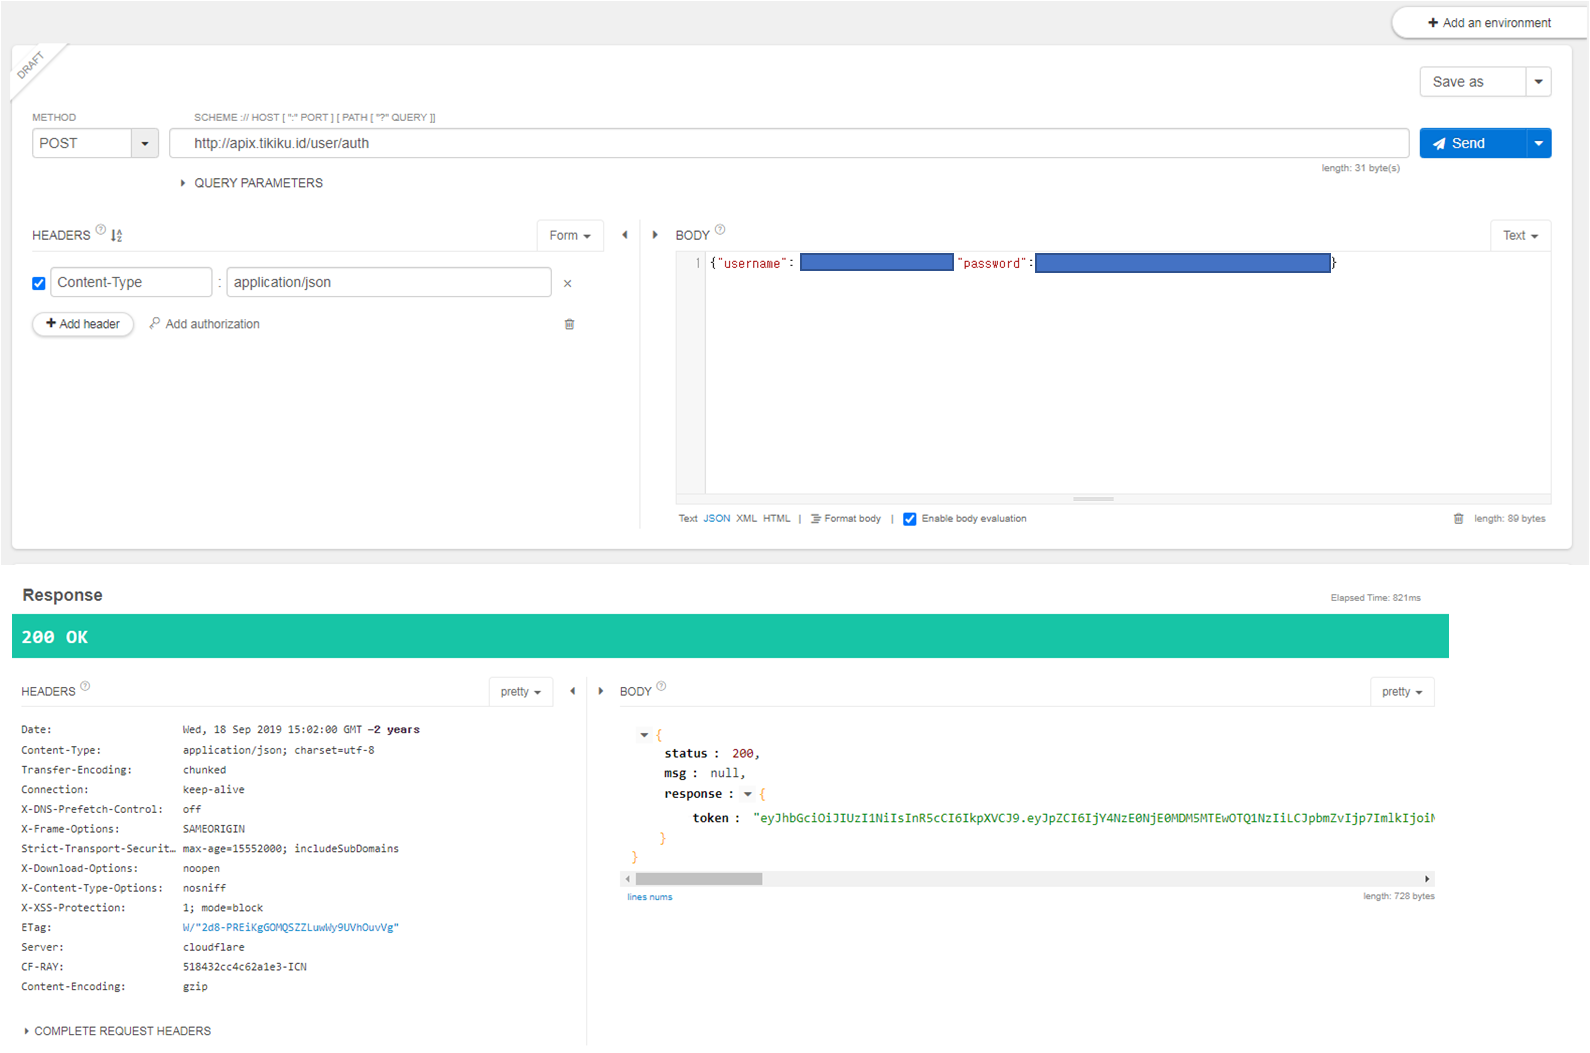 + Add an environment
DRAFT
Save as
METHOD
SCHEME :// HOST [ ":" PORT ] [ PATH [ "?" QUERY ]]
POST
http://apix.tikiku.id/user/auth
Send
length: 31 byte(s)
QUERY PARAMETERS
HEADERS ?
Form
BODY ?
Text
Content-Type : application/json ×
1 {"username": "password": }
+ Add header
Add authorization
Text JSON XML HTML | Format body | Enable body evaluation
length: 89 bytes
Response
Elapsed Time: 821ms
200 OK
HEADERS ?
pretty
BODY ?
pretty
Date: Wed, 18 Sep 2019 15:02:00 GMT -2 years
Content-Type: application/json; charset=utf-8
Transfer-Encoding: chunked
Connection: keep-alive
X-DNS-Prefetch-Control: off
X-Frame-Options: SAMEORIGIN
Strict-Transport-Securit… max-age=15552000; includeSubDomains
X-Download-Options: noopen
X-Content-Type-Options: nosniff
X-XSS-Protection: 1; mode=block
ETag: W/"2d8-PREiKgGOMQSZZLuwWy9UVhOuvVg"
Server: cloudflare
CF-RAY: 518432cc4c62a1e3-ICN
Content-Encoding: gzip
COMPLETE REQUEST HEADERS
{
status : 200,
msg : null,
response : {
token : "eyJhbGciOiJIUzI1NiIsInR5cCI6IkpXVCJ9.eyJpZCI6IjY4NzE0NjE0MDM5MTEwOTQ1NzIiLCJpbmZvIjp7ImlkIjoiN
}
}
lines nums
length: 728 bytes